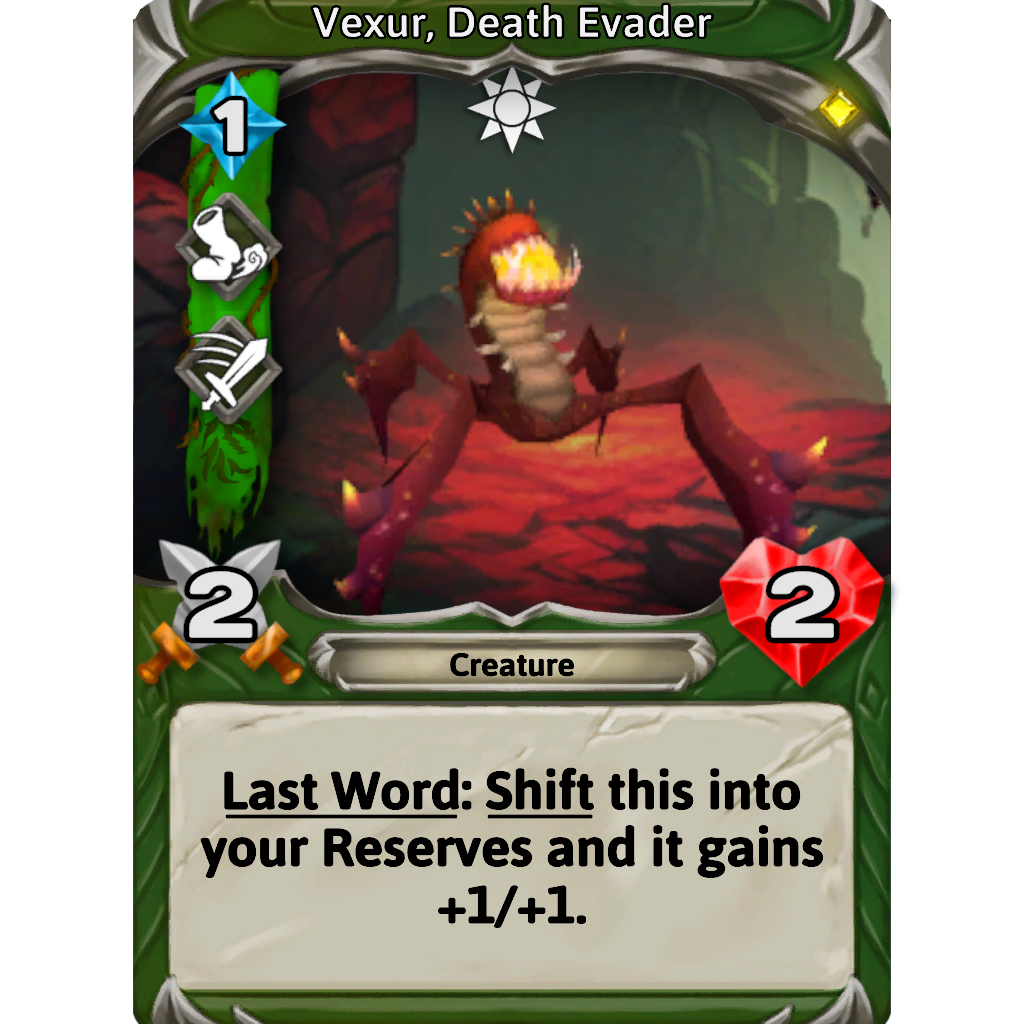 Vexur, Death Evader
1
2
2
Creature
Last Word: Shift this into
your Reserves and it gains
+1/+1.